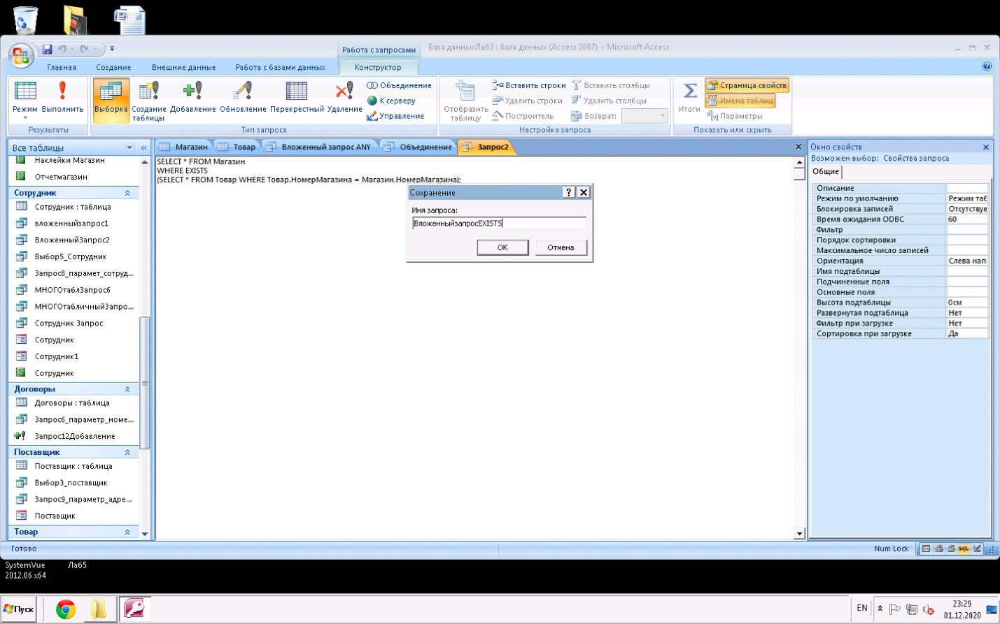 Работа с запросами
База данныхЛаб3 : база данных (Access 2007) - Microsoft Access
Главная
Создание
Внешние данные
Работа с базами данных
Конструктор
Режим
Выполнить
Результаты
Выборка
Создание таблицы
Добавление
Обновление
Перекрестный
Удаление
Объединение
К серверу
Управление
Тип запроса
Отобразить таблицу
Вставить строки
Удалить строки
Построитель
Вставить столбцы
Удалить столбцы
Возврат:
Настройка запроса
Итоги
Страница свойств
Имена таблиц
Параметры
Показать или скрыть
Все таблицы
Наклейки Магазин
Отчетмагазин
Сотрудник
Сотрудник : таблица
вложенныйзапрос1
ВложенныйЗапрос2
Выбор5_Сотрудник
Запрос8_парамет_сотруд...
МНОГОтаблЗапрос6
МНОГОтабличныйЗапро...
Сотрудник Запрос
Сотрудник
Сотрудник1
Сотрудник
Договоры
Договоры : таблица
Запрос6_параметр_номе...
Запрос12Добавление
Поставщик
Поставщик : таблица
Выбор3_поставщик
Запрос9_параметр_адре...
Поставщик
Товар
Магазин
Товар
Вложенный запрос ANY
Объединение
Запрос2
SELECT * FROM Магазин
WHERE EXISTS
(SELECT * FROM Товар WHERE Товар.НомерМагазина = Магазин.НомерМагазина);
Сохранение
Имя запроса:
ВложенныйзапросEXISTS
ОК
Отмена
Окно свойств
Возможен выбор: Свойства запроса
Общие
Описание
Режим по умолчанию Режим таб
Блокировка записей Отсутствуе
Время ожидания ODBC 60
Фильтр
Порядок сортировки
Максимальное число записей
Ориентация Слева нап
Имя подтаблицы
Подчиненные поля
Основные поля
Высота подтаблицы 0см
Развернутая подтаблица Нет
Фильтр при загрузке Нет
Сортировка при загрузке Да
Готово
Num Lock
SQL
SystemVue
2012.06 x64
Лаб5
Пуск
EN
23:29
01.12.2020